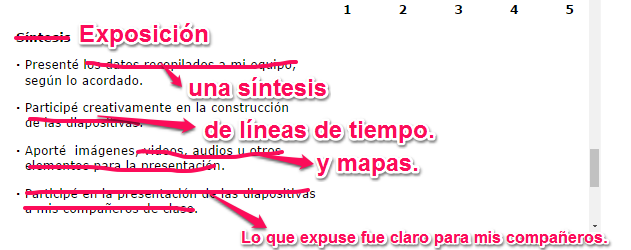 1 2 3 4 5
Síntesis Exposición
· Presenté los datos recopilados a mi equipo,
según lo acordado.
una síntesis
· Participé creativamente en la construcción
de las diapositivas.
de líneas de tiempo.
· Aporté imágenes, videos, audios u otros
elementos para la presentación.
y mapas.
· Participé en la presentación de las diapositivas
a mis compañeros de clase.
Lo que expuse fue claro para mis compañeros.